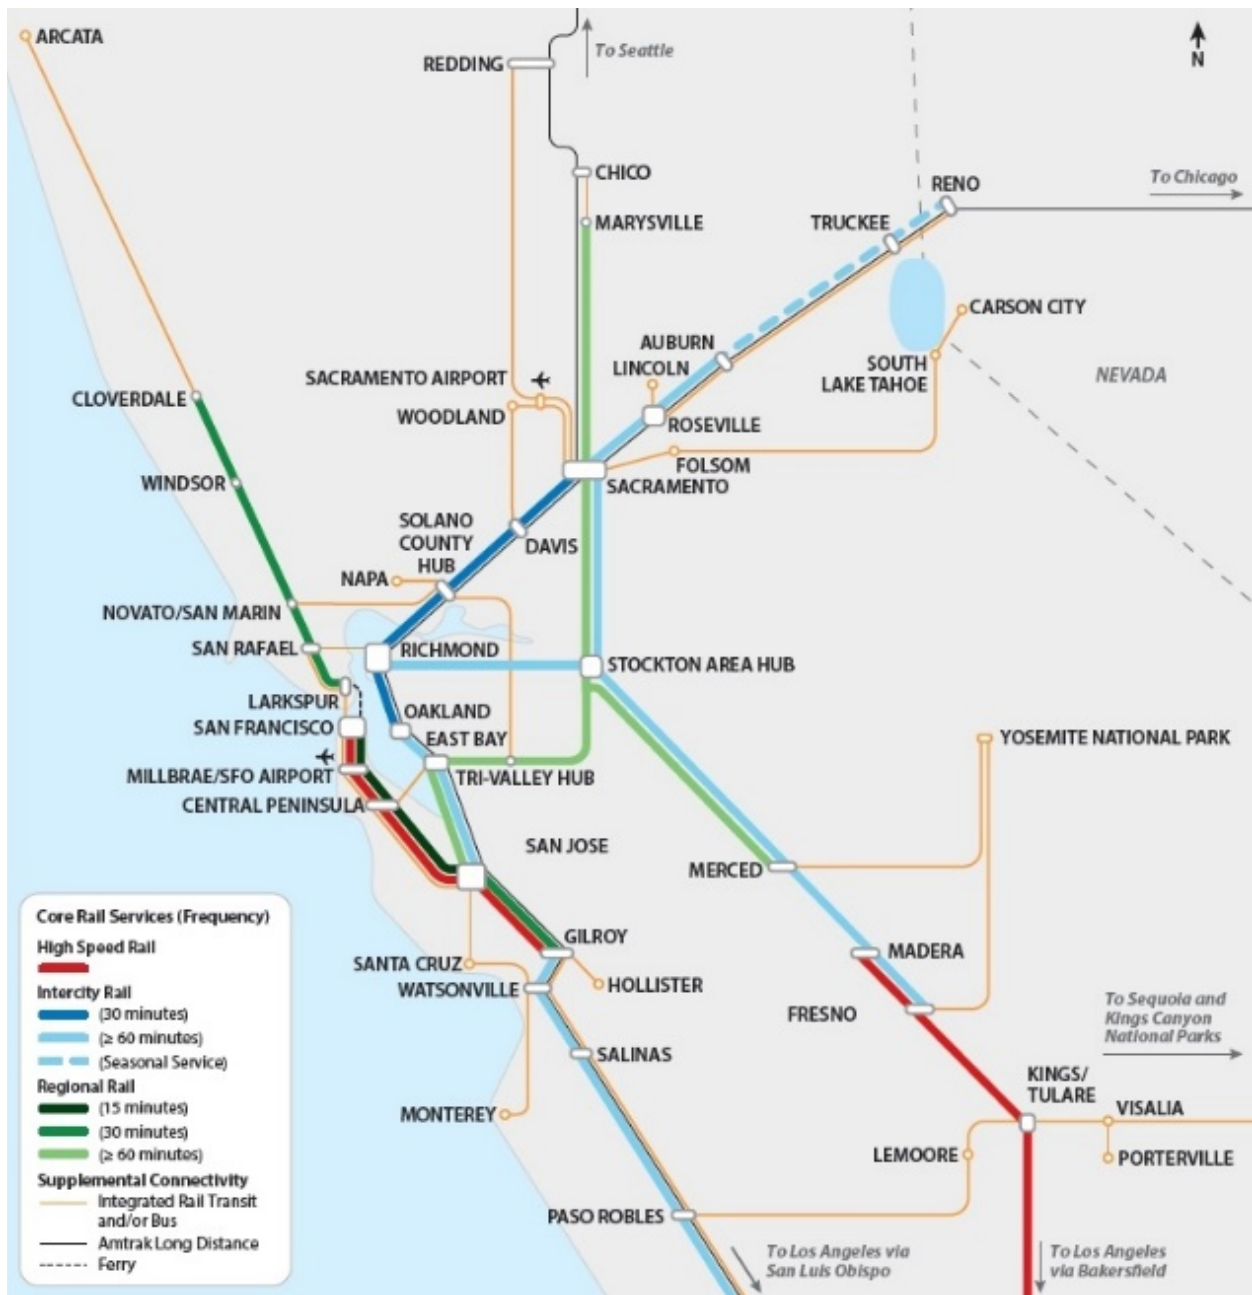 ARCATA
To Seattle
N
REDDING
CHICO
To Chicago
RENO
MARYSVILLE
TRUCKEE
CARSON CITY
AUBURN
LINCOLN
SOUTH
LAKE TAHOE
NEVADA
SACRAMENTO AIRPORT
CLOVERDALE
WOODLAND
ROSEVILLE
FOLSOM
WINDSOR
SACRAMENTO
SOLANO
COUNTY
HUB
DAVIS
NAPA
NOVATO/SAN MARIN
SAN RAFAEL
RICHMOND
STOCKTON AREA HUB
LARKSPUR
OAKLAND
SAN FRANCISCO
EAST BAY
YOSEMITE NATIONAL PARK
MILLBRAE/SFO AIRPORT
TRI-VALLEY HUB
CENTRAL PENINSULA
SAN JOSE
MERCED
GILROY
MADERA
SANTA CRUZ
HOLLISTER
WATSONVILLE
FRESNO
To Sequoia and
Kings Canyon
National Parks
SALINAS
KINGS/
TULARE
VISALIA
MONTEREY
LEMOORE
PORTERVILLE
PASO ROBLES
To Los Angeles via
San Luis Obispo
To Los Angeles
via Bakersfield
Core Rail Services (Frequency)
High Speed Rail
Intercity Rail
(30 minutes)
(≥ 60 minutes)
(Seasonal Service)
Regional Rail
(15 minutes)
(30 minutes)
(≥ 60 minutes)
Supplemental Connectivity
Integrated Rail Transit
and/or Bus
Amtrak Long Distance
Ferry